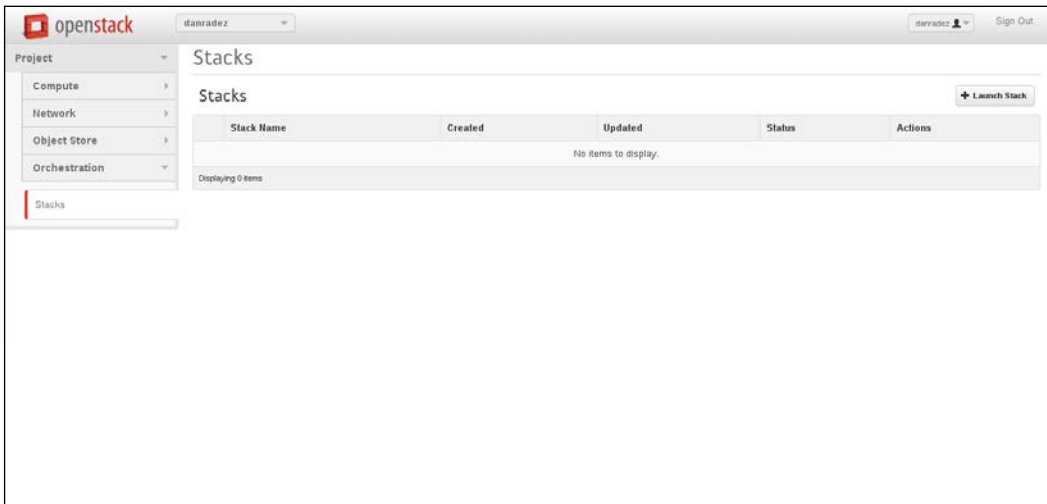 openstack
danradez
danradez
Sign Out
Project
Compute
Network
Object Store
Orchestration
Stacks
Stacks
Stacks
+ Launch Stack
Stack Name Created Updated Status Actions
No items to display.
Displaying 0 items